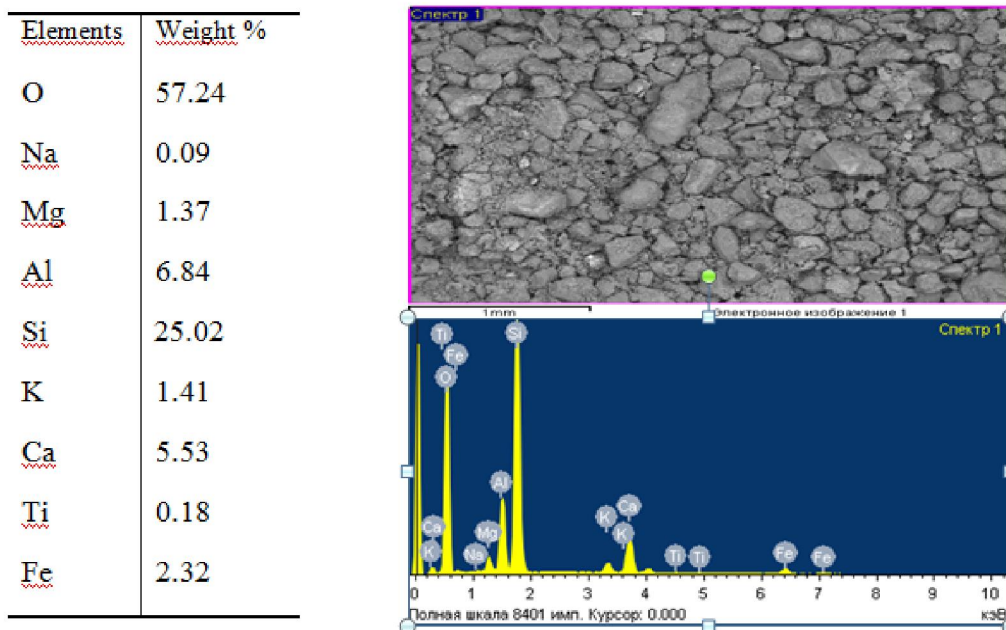 Elements Weight %
O 57.24
Na 0.09
Mg 1.37
Al 6.84
Si 25.02
K 1.41
Ca 5.53
Ti 0.18
Fe 2.32
Спектр 1
1mm Электронное изображение 1
Спектр 1
Ti Si
Fe
O
Al
Ca
K
Ca Mg
K Na K Ti Ti Fe Fe
0 1 2 3 4 5 6 7 8 9 10
Полная шкала 8401 имп. Курсор: 0.000 кэВ